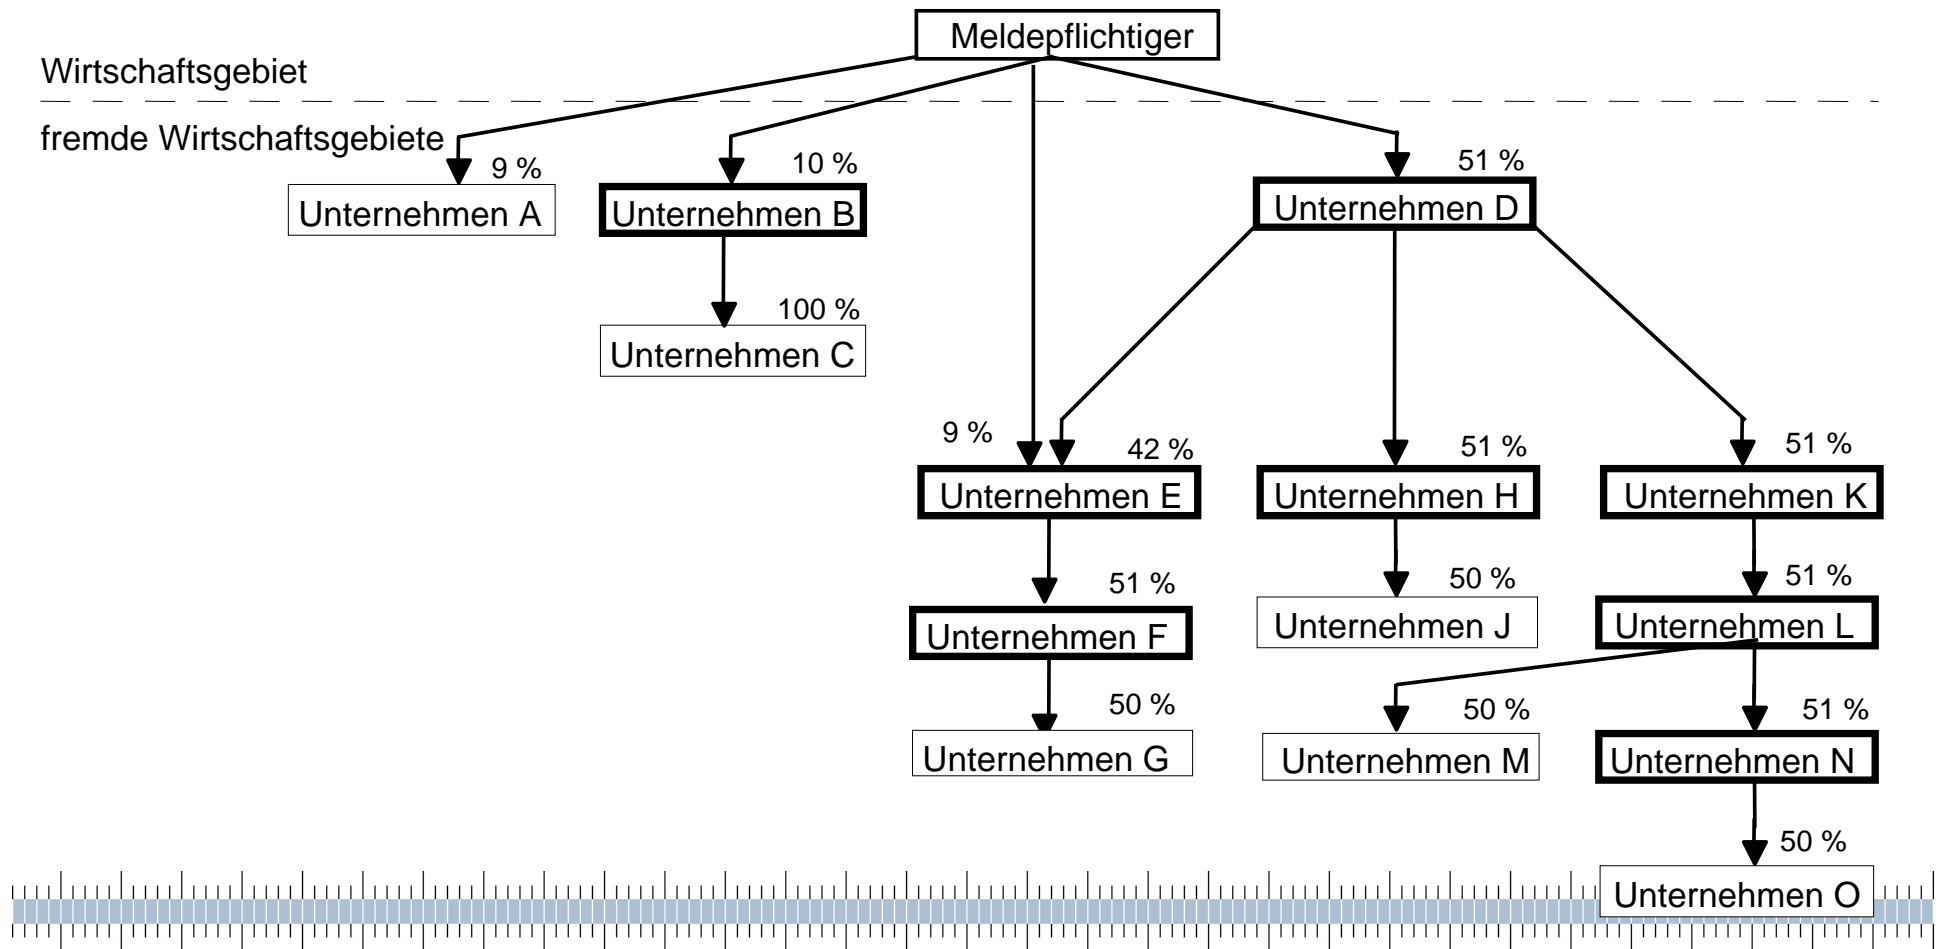 Meldepflichtiger
Wirtschaftsgebiet
fremde Wirtschaftsgebiete
9 %
10 %
51 %
Unternehmen A
Unternehmen B
Unternehmen D
100 %
Unternehmen C
9 %
42 %
51 %
51 %
Unternehmen E
Unternehmen H
Unternehmen K
51 %
50 %
51 %
Unternehmen F
Unternehmen J
Unternehmen L
50 %
50 %
51 %
Unternehmen G
Unternehmen M
Unternehmen N
50 %
Unternehmen O